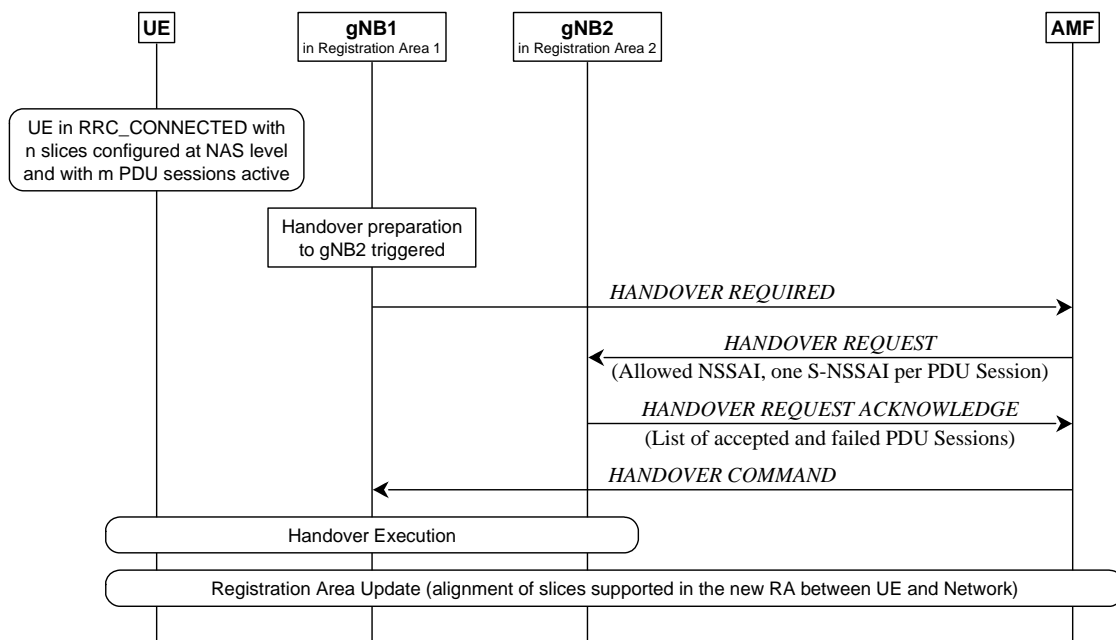 UE
gNB1
in Registration Area 1
gNB2
in Registration Area 2
AMF
UE in RRC_CONNECTED with
n slices configured at NAS level
and with m PDU sessions active
Handover preparation
to gNB2 triggered
HANDOVER REQUIRED
HANDOVER REQUEST
(Allowed NSSAI, one S-NSSAI per PDU Session)
HANDOVER REQUEST ACKNOWLEDGE
(List of accepted and failed PDU Sessions)
HANDOVER COMMAND
Handover Execution
Registration Area Update (alignment of slices supported in the new RA between UE and Network)